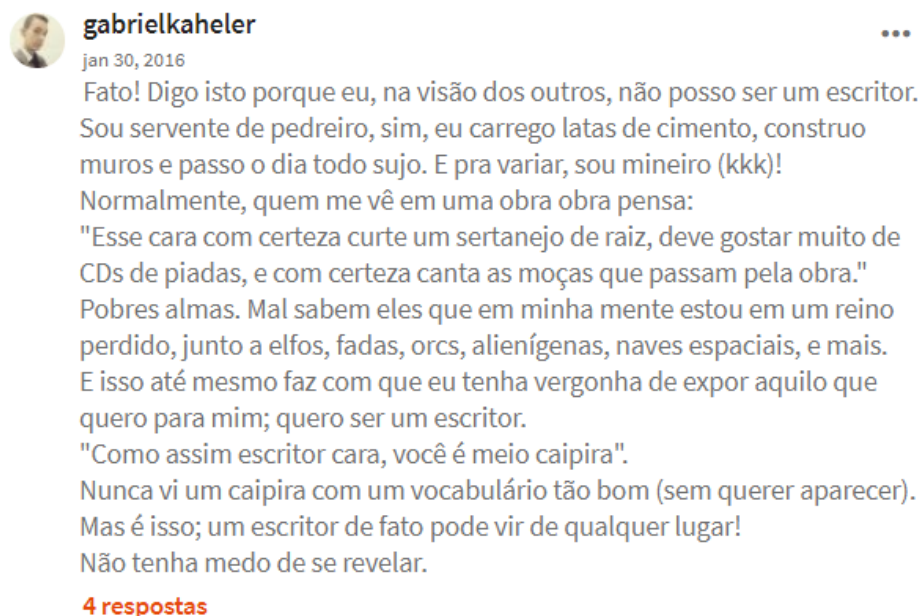 gabrielkaheler
jan 30, 2016
Fato! Digo isto porque eu, na visão dos outros, não posso ser um escritor.
Sou servente de pedreiro, sim, eu carrego latas de cimento, construo
muros e passo o dia todo sujo. E pra variar, sou mineiro (kkk)!
Normalmente, quem me vê em uma obra obra pensa:
"Esse cara com certeza curte um sertanejo de raiz, deve gostar muito de
CDs de piadas, e com certeza canta as moças que passam pela obra."
Pobres almas. Mal sabem eles que em minha mente estou em um reino
perdido, junto a elfos, fadas, orcs, alienígenas, naves espaciais, e mais.
E isso até mesmo faz com que eu tenha vergonha de expor aquilo que
quero para mim; quero ser um escritor.
"Como assim escritor cara, você é meio caipira".
Nunca vi um caipira com um vocabulário tão bom (sem querer aparecer).
Mas é isso; um escritor de fato pode vir de qualquer lugar!
Não tenha medo de se revelar.
4 respostas